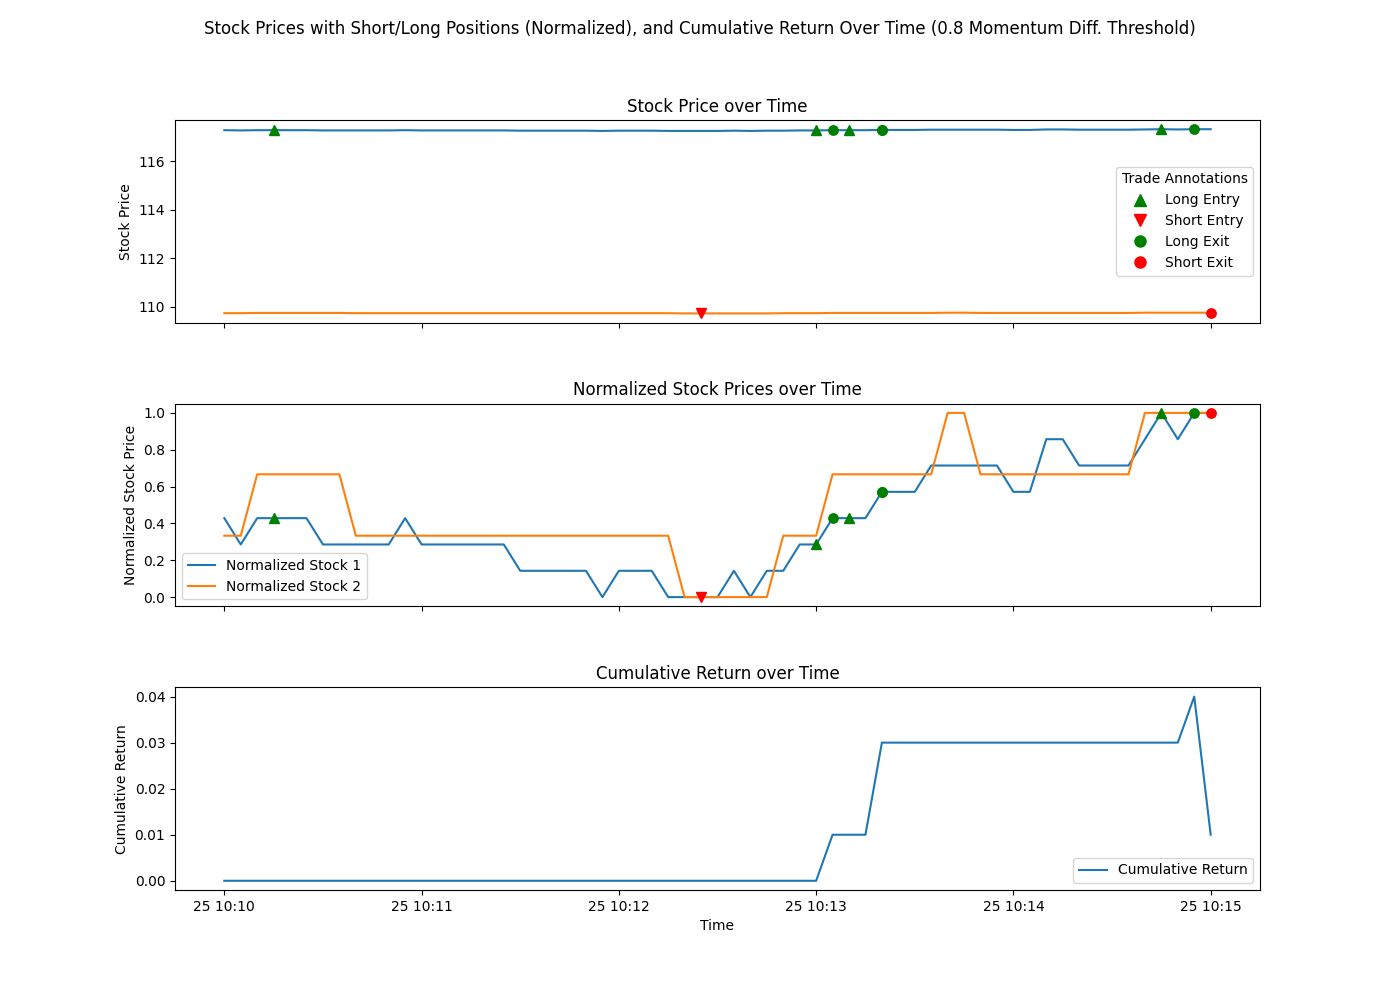 Stock Prices with Short/Long Positions (Normalized), and Cumulative Return Over Time (0.8 Momentum Diff. Threshold)
Stock Price over Time
Stock Price
116
114
112
110
Trade Annotations
Long Entry
Short Entry
Long Exit
Short Exit
Normalized Stock Prices over Time
Normalized Stock Price
1.0
0.8
0.6
0.4
0.2
0.0
Normalized Stock 1
Normalized Stock 2
Cumulative Return over Time
Cumulative Return
0.04
0.03
0.02
0.01
0.00
Cumulative Return
25 10:10 25 10:11 25 10:12 25 10:13 25 10:14 25 10:15
Time